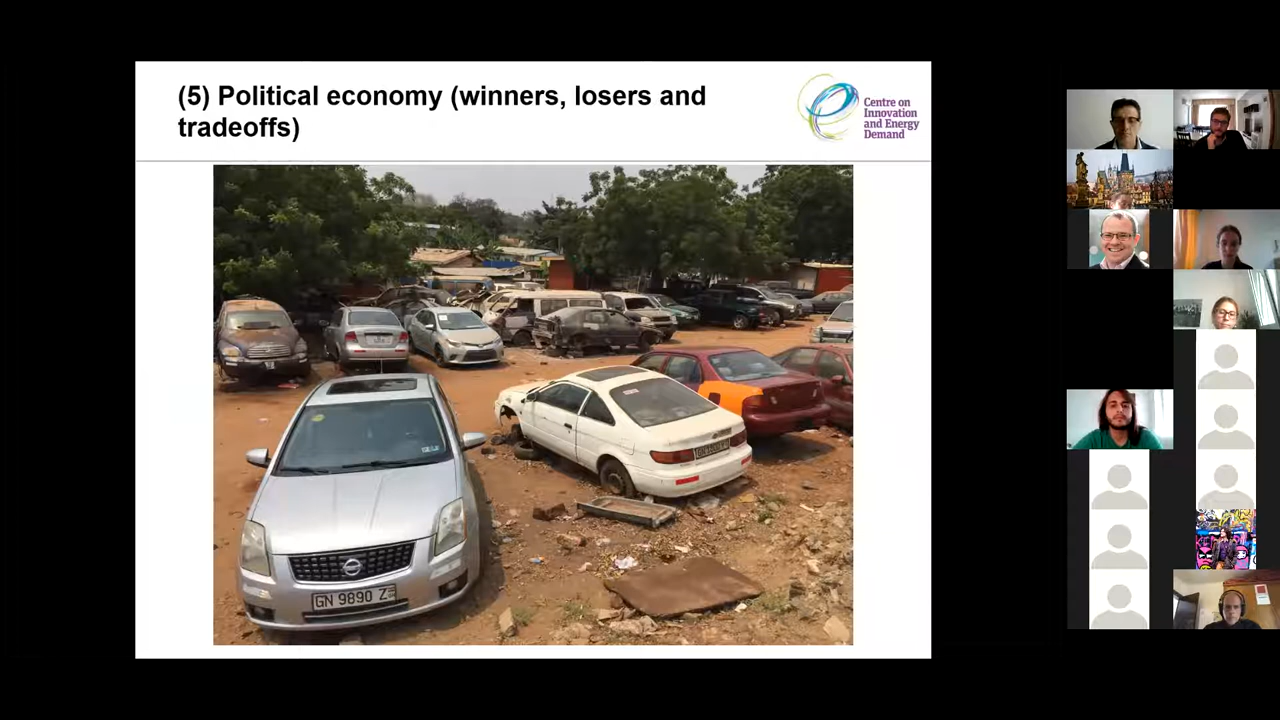 (5) Political economy (winners, losers and
tradeoffs)
Centre on
Innovation
and Energy
Demand
GN 9890 Z